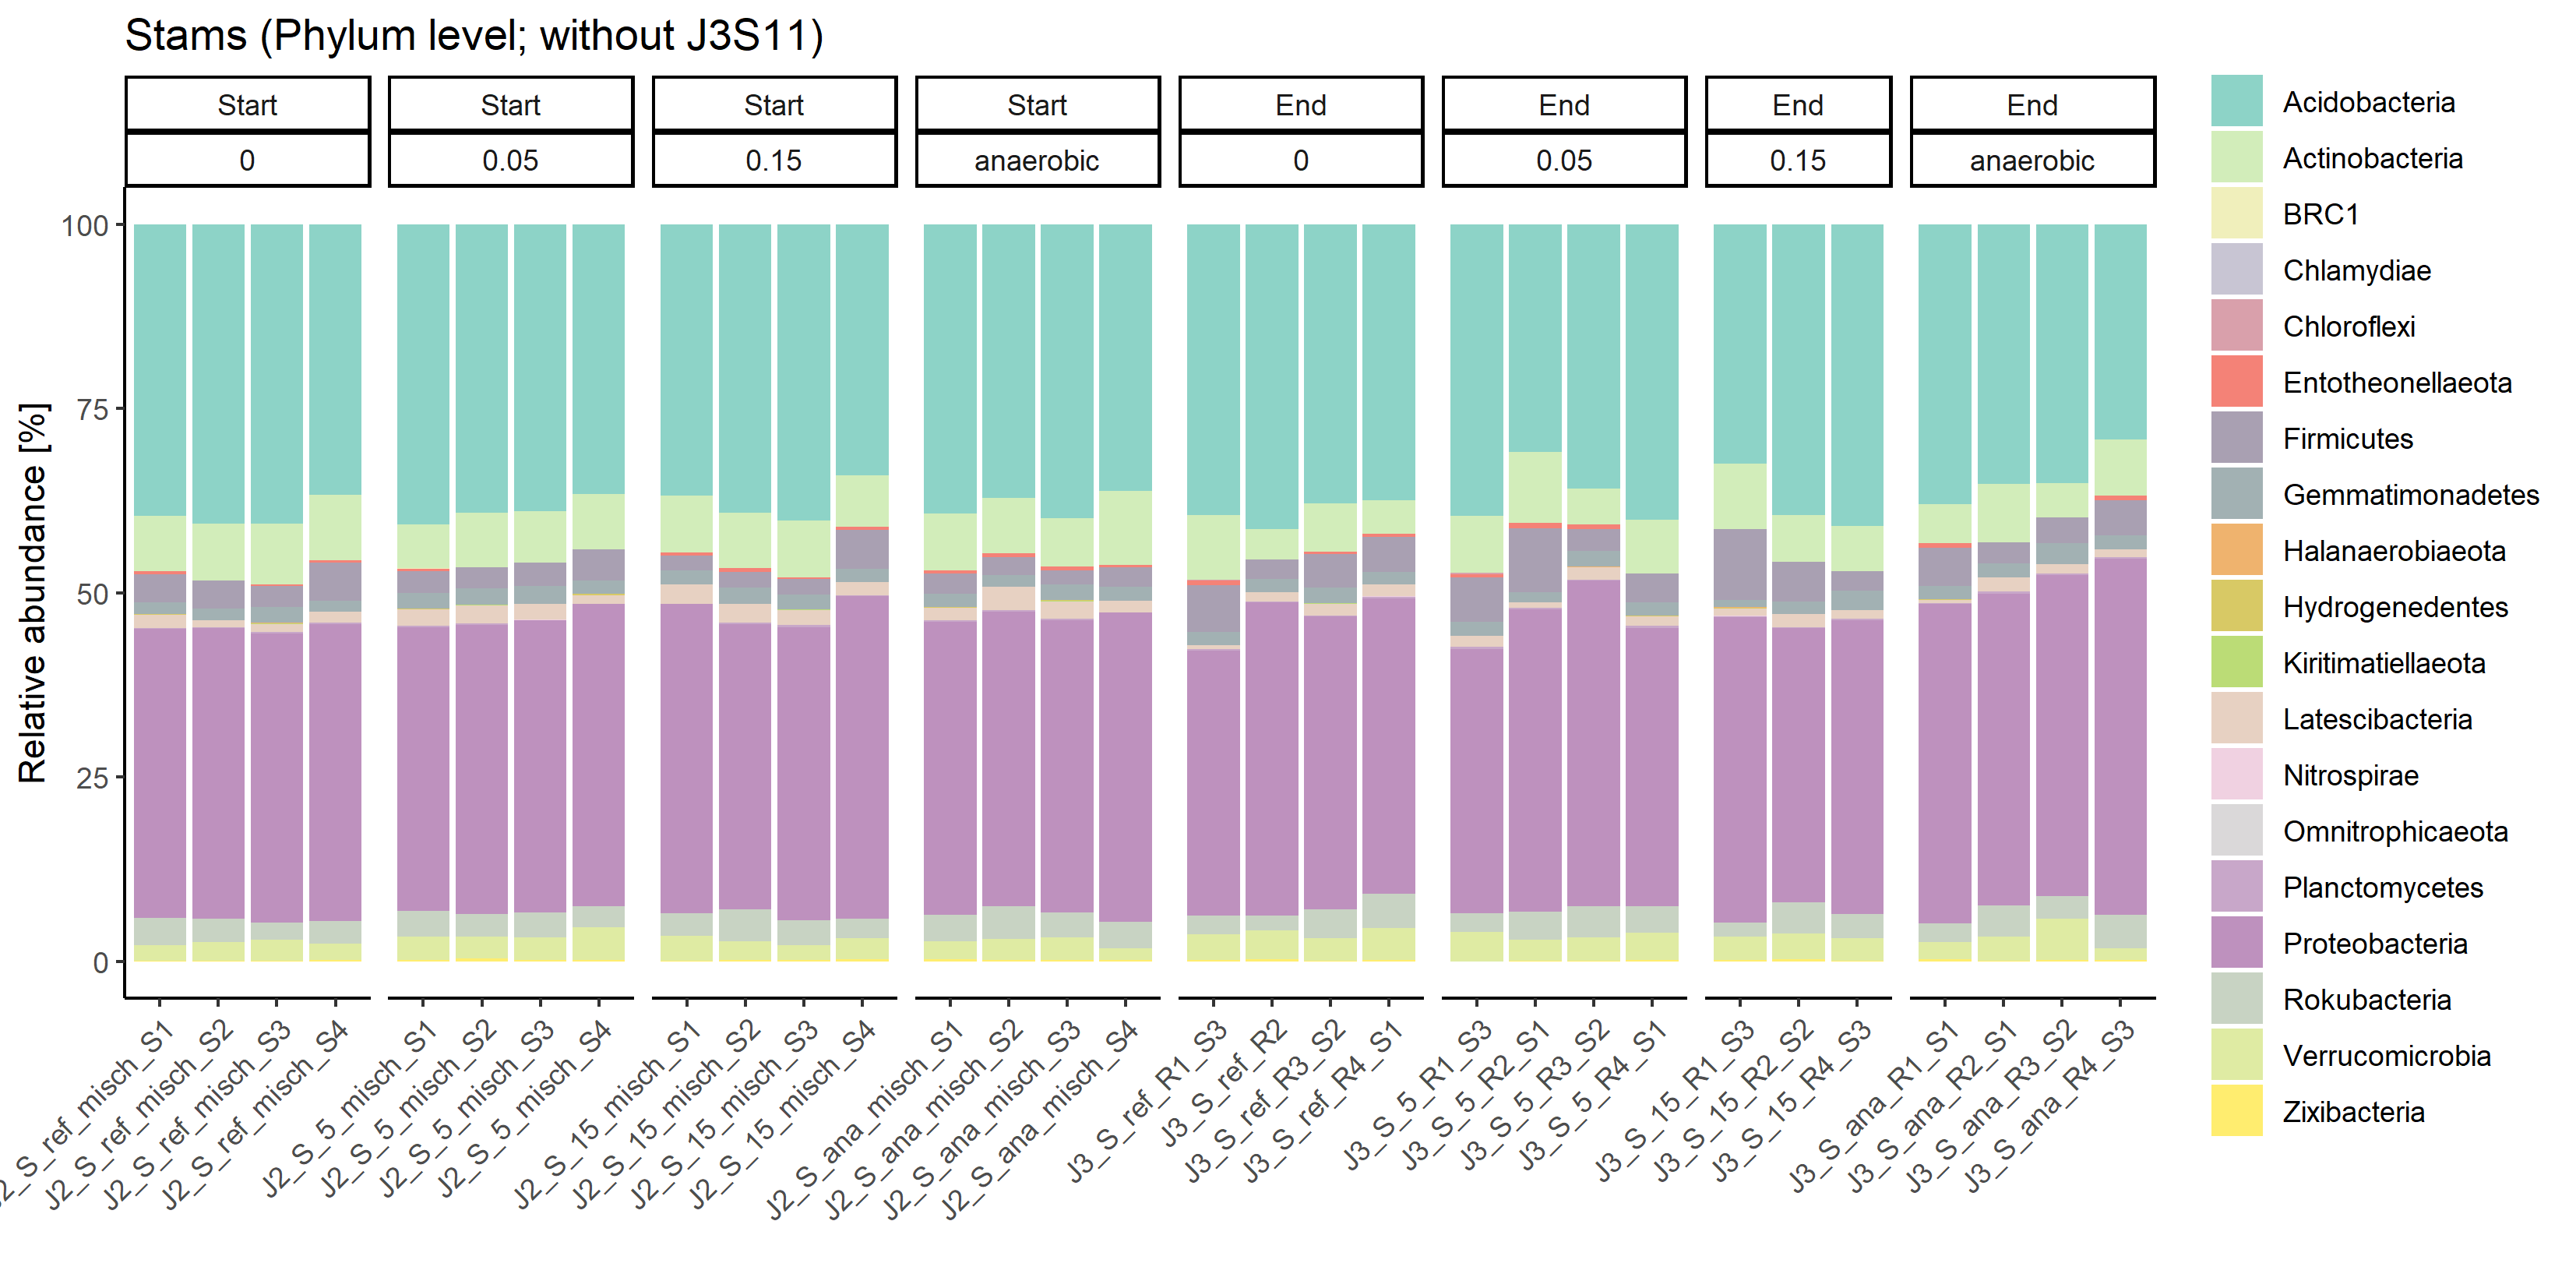 Stams (Phylum level; without J3S11)
Start Start Start Start End End End End
0 0.05 0.15 anaerobic 0 0.05 0.15 anaerobic
Relative abundance [%]
100
75
50
25
0
J2_S_ref_misch_S1
J2_S_ref_misch_S2
J2_S_ref_misch_S3
J2_S_ref_misch_S4
J2_S_5_misch_S1
J2_S_5_misch_S2
J2_S_5_misch_S3
J2_S_5_misch_S4
J2_S_15_misch_S1
J2_S_15_misch_S2
J2_S_15_misch_S3
J2_S_15_misch_S4
J2_S_ana_misch_S1
J2_S_ana_misch_S2
J2_S_ana_misch_S3
J2_S_ana_misch_S4
J3_S_ref_R1_S3
J3_S_ref_R2
J3_S_ref_R3_S2
J3_S_ref_R4_S1
J3_S_5_R1_S3
J3_S_5_R2_S1
J3_S_5_R3_S2
J3_S_5_R4_S1
J3_S_15_R1_S3
J3_S_15_R2_S2
J3_S_15_R4_S3
J3_S_ana_R1_S1
J3_S_ana_R2_S1
J3_S_ana_R3_S2
J3_S_ana_R4_S3
Acidobacteria
Actinobacteria
BRC1
Chlamydiae
Chloroflexi
Entotheonellaeota
Firmicutes
Gemmatimonadetes
Halanaerobiaeota
Hydrogenedentes
Kiritimatiellaeota
Latescibacteria
Nitrospirae
Omnitrophicaeota
Planctomycetes
Proteobacteria
Rokubacteria
Verrucomicrobia
Zixibacteria